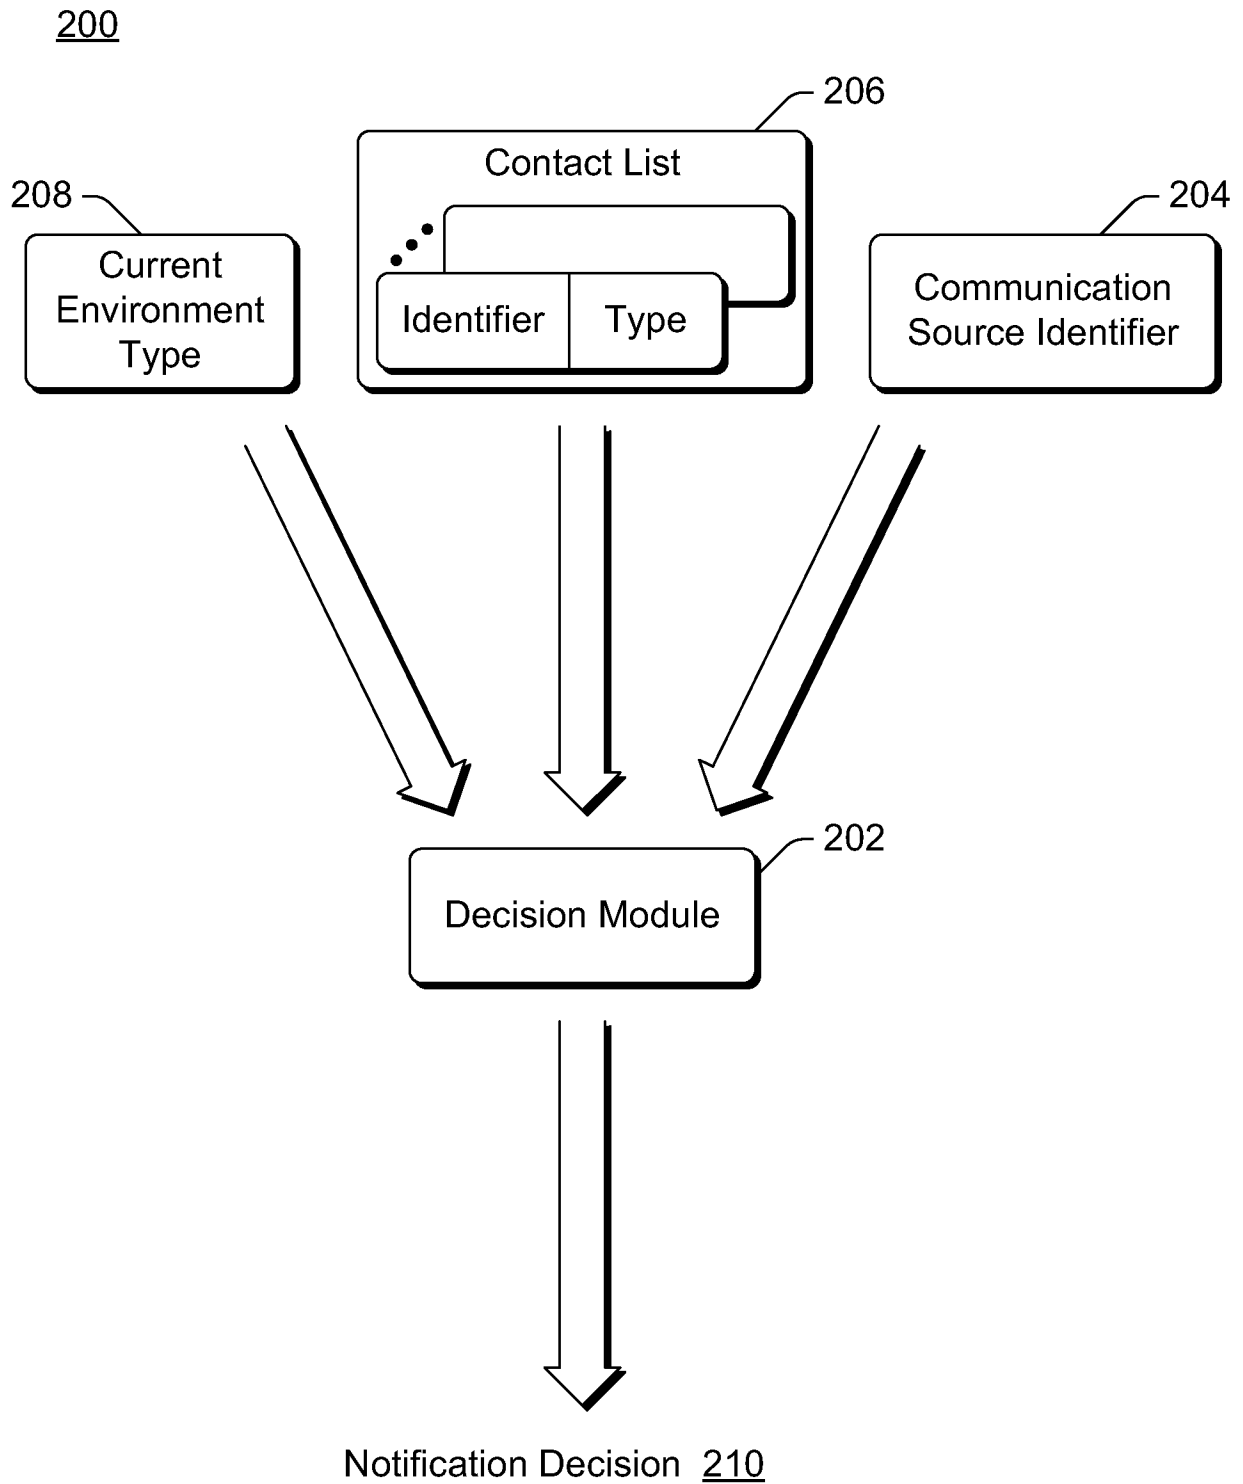 200
206
Contact List
208
204
Current
Environment
Type
Identifier
Type
Communication
Source Identifier
202
Decision Module
Notification Decision 210